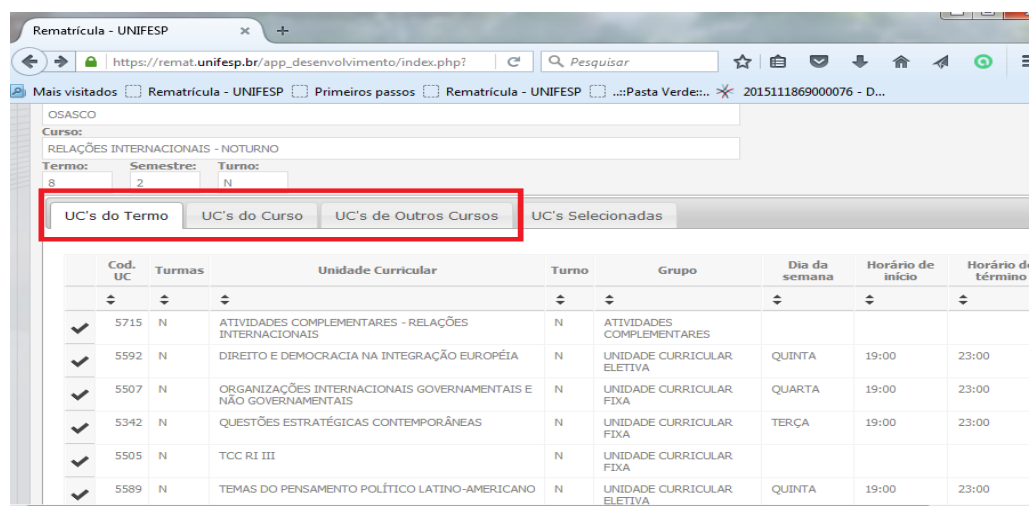 Rematrícula - UNIFESP × +
https://remat.unifesp.br/app_desenvolvimento/index.php? Pesquisar
Mais visitados Rematrícula - UNIFESP Primeiros passos Rematrícula - UNIFESP ..::Pasta Verde::.. 2015111869000076 - D...
OSASCO
Curso:
RELAÇÕES INTERNACIONAIS - NOTURNO
Termo: Semestre: Turno:
8 2 N
UC's do Termo UC's do Curso UC's de Outros Cursos UC's Selecionadas
Cod. UC Turmas Unidade Curricular Turno Grupo Dia da semana Horário de início Horário de término
5715 N ATIVIDADES COMPLEMENTARES - RELAÇÕES INTERNACIONAIS N ATIVIDADES COMPLEMENTARES
5592 N DIREITO E DEMOCRACIA NA INTEGRAÇÃO EUROPÉIA N UNIDADE CURRICULAR ELETIVA QUINTA 19:00 23:00
5507 N ORGANIZAÇÕES INTERNACIONAIS GOVERNAMENTAIS E NÃO GOVERNAMENTAIS N UNIDADE CURRICULAR FIXA QUARTA 19:00 23:00
5342 N QUESTÕES ESTRATÉGICAS CONTEMPORÂNEAS N UNIDADE CURRICULAR FIXA TERÇA 19:00 23:00
5505 N TCC RI III N UNIDADE CURRICULAR FIXA
5589 N TEMAS DO PENSAMENTO POLÍTICO LATINO-AMERICANO N UNIDADE CURRICULAR ELETIVA QUINTA 19:00 23:00